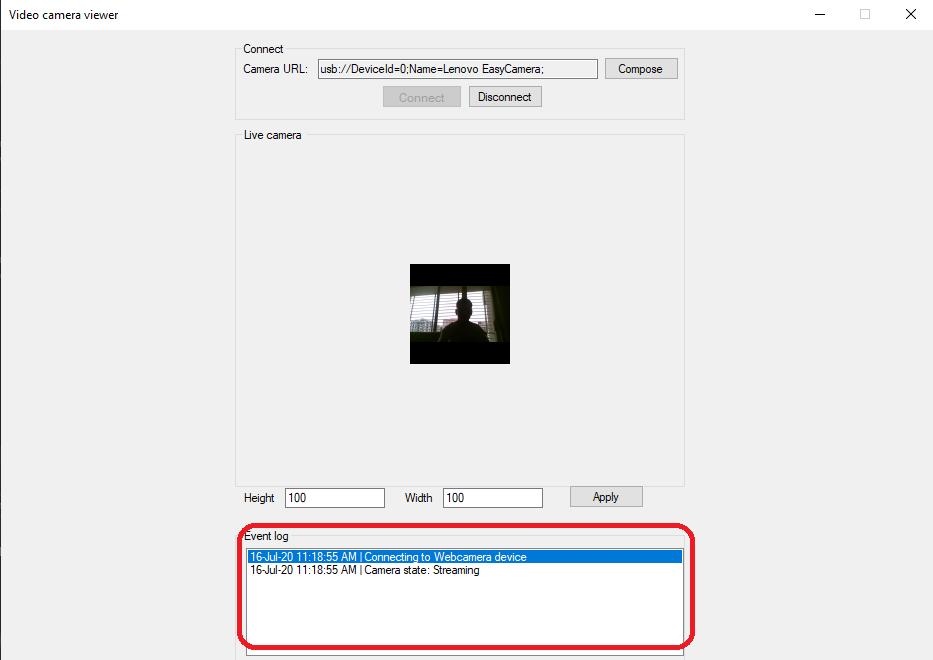 Video camera viewer
Connect
Camera URL: usb://DeviceId=0;Name=Lenovo EasyCamera; Compose
Connect Disconnect
Live camera
Height 100 Width 100 Apply
Event log
16-Jul-20 11:18:55 AM | Connecting to Webcamera device
16-Jul-20 11:18:55 AM | Camera state: Streaming